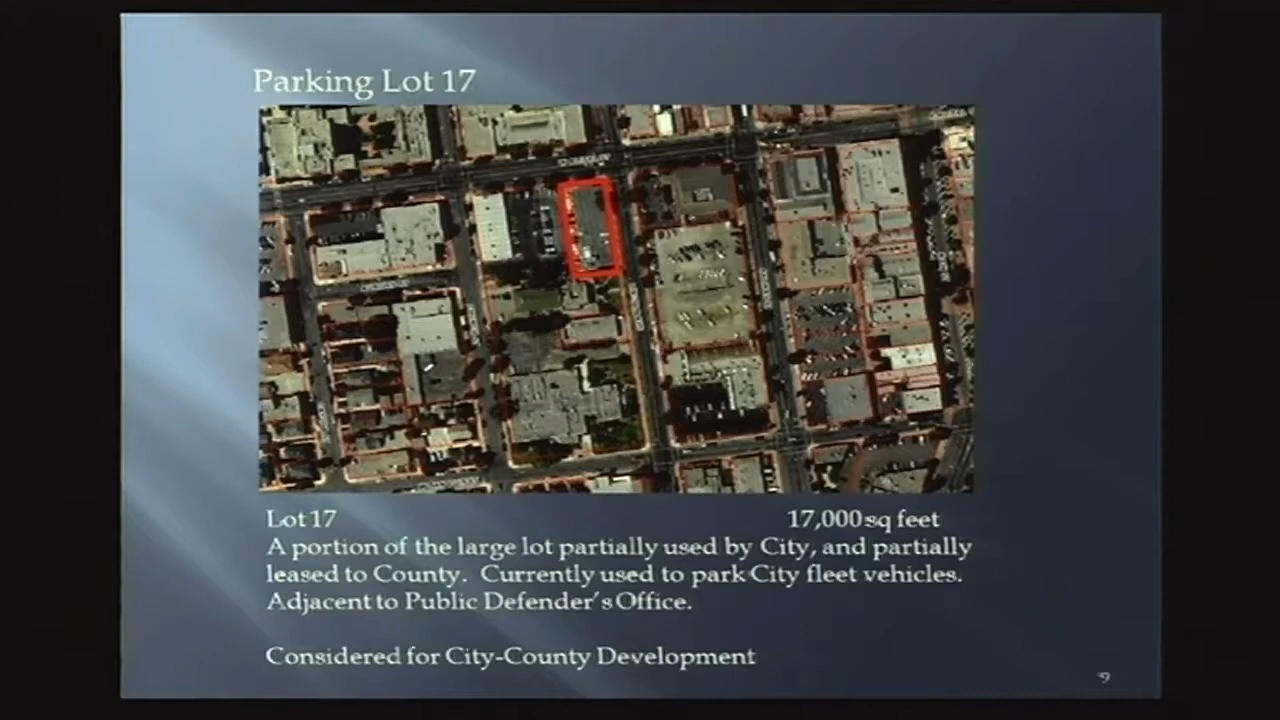 Parking Lot 17
Lot 17 17,000 sq feet
A portion of the large lot partially used by City, and partially
leased to County. Currently used to park City fleet vehicles.
Adjacent to Public Defender's Office.
Considered for City-County Development
9